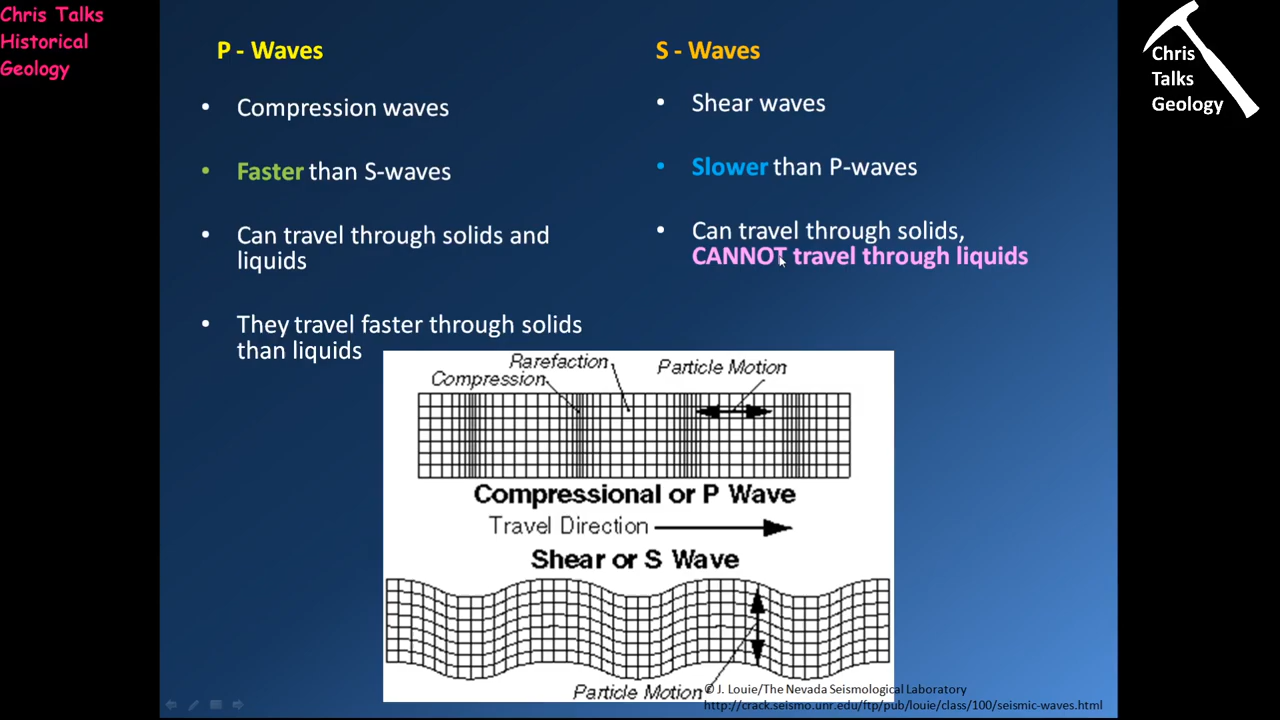 Chris Talks
Historical
Geology
P - Waves
• Compression waves
• Faster than S-waves
• Can travel through solids and
liquids
• They travel faster through solids
than liquids
S - Waves
• Shear waves
• Slower than P-waves
• Can travel through solids,
CANNOT travel through liquids
Chris
Talks
Geology
Rarefaction
Compression
Particle Motion
Compressional or P Wave
Travel Direction
Shear or S Wave
Particle Motion
© J. Louie/The Nevada Seismological Laboratory
http://crack.seismo.unr.edu/ftp/pub/louie/class/100/seismic-waves.html